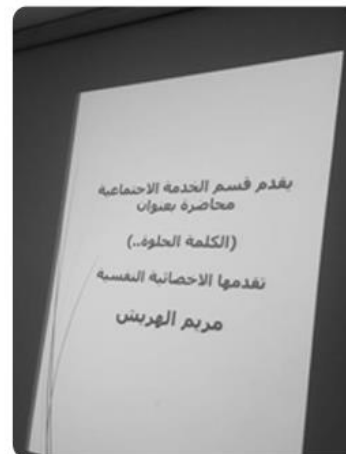 يقدم قسم الخدمة الاجتماعية
محاضرة بعنوان
(الكلمة الحلوة..)
تقدمها الاخصائية النفسية
مريم الهريش